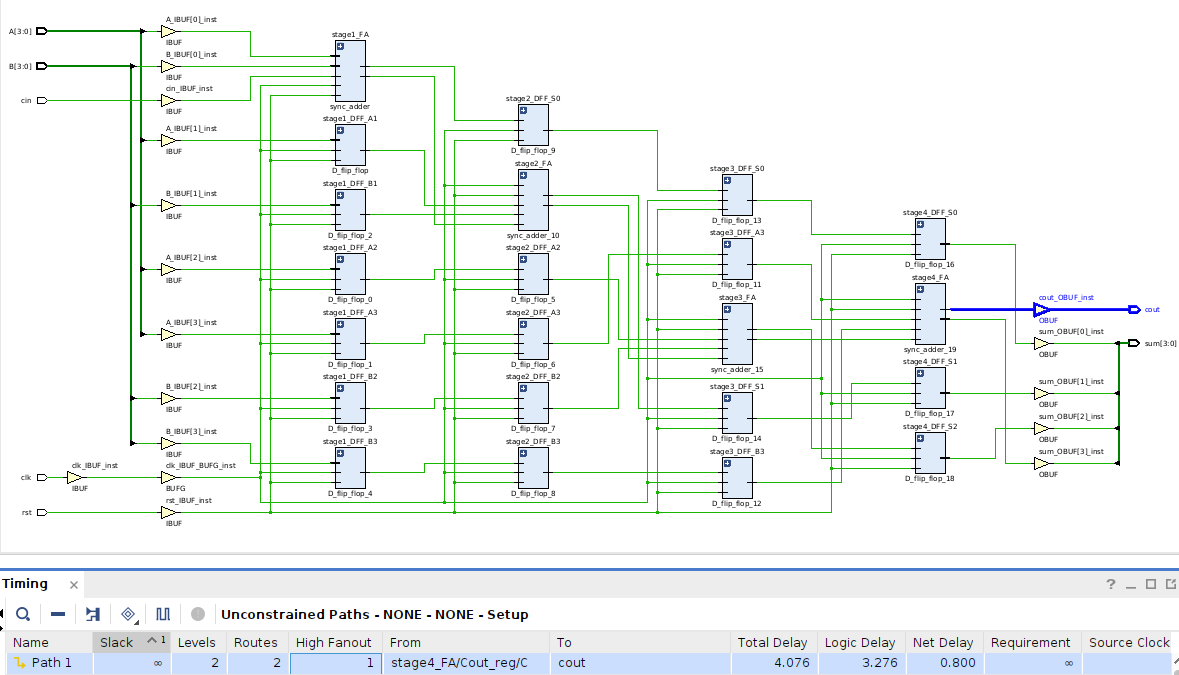 A[3:0]
B[3:0]
cin
clk
rst
A_IBUF[0]_inst
IBUF
B_IBUF[0]_inst
IBUF
cin_IBUF_inst
IBUF
A_IBUF[1]_inst
IBUF
B_IBUF[1]_inst
IBUF
A_IBUF[2]_inst
IBUF
A_IBUF[3]_inst
IBUF
B_IBUF[2]_inst
IBUF
B_IBUF[3]_inst
IBUF
clk_IBUF_inst
IBUF
clk_IBUF_BUFG_inst
BUFG
rst_IBUF_inst
IBUF
stage1_FA
sync_adder
stage1_DFF_A1
D_flip_flop
stage1_DFF_B1
D_flip_flop_2
stage1_DFF_A2
D_flip_flop_0
stage1_DFF_A3
D_flip_flop_1
stage1_DFF_B2
D_flip_flop_3
stage1_DFF_B3
D_flip_flop_4
stage2_DFF_S0
D_flip_flop_9
stage2_FA
sync_adder_10
stage2_DFF_A2
D_flip_flop_5
stage2_DFF_A3
D_flip_flop_6
stage2_DFF_B2
D_flip_flop_7
stage2_DFF_B3
D_flip_flop_8
stage3_DFF_S0
D_flip_flop_13
stage3_DFF_A3
D_flip_flop_11
stage3_FA
sync_adder_15
stage3_DFF_S1
D_flip_flop_14
stage3_DFF_B3
D_flip_flop_12
stage4_DFF_S0
D_flip_flop_16
stage4_FA
sync_adder_19
stage4_DFF_S1
D_flip_flop_17
stage4_DFF_S2
D_flip_flop_18
cout_OBUF_inst
OBUF
sum_OBUF[0]_inst
OBUF
sum_OBUF[1]_inst
OBUF
sum_OBUF[2]_inst
OBUF
sum_OBUF[3]_inst
OBUF
cout
sum[3:0]
Timing
Unconstrained Paths - NONE - NONE - Setup
Name Slack 1 Levels Routes High Fanout From To Total Delay Logic Delay Net Delay Requirement Source Clock
Path 1 ∞ 2 2 1 stage4_FA/Cout_reg/C cout 4.076 3.276 0.800 ∞